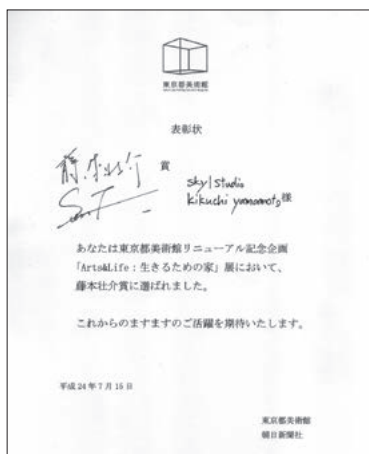 東京都美術館
表彰状
賞
sky/studio
kikuchi yamamoto 様
あなたは東京都美術館リニューアル記念企画
「Arts&Life:生きるための家」展において、
藤本壮介賞に選ばれました。
これからのますますのご活躍を期待いたします。
平成24年7月15日
東京都美術館
朝日新聞社